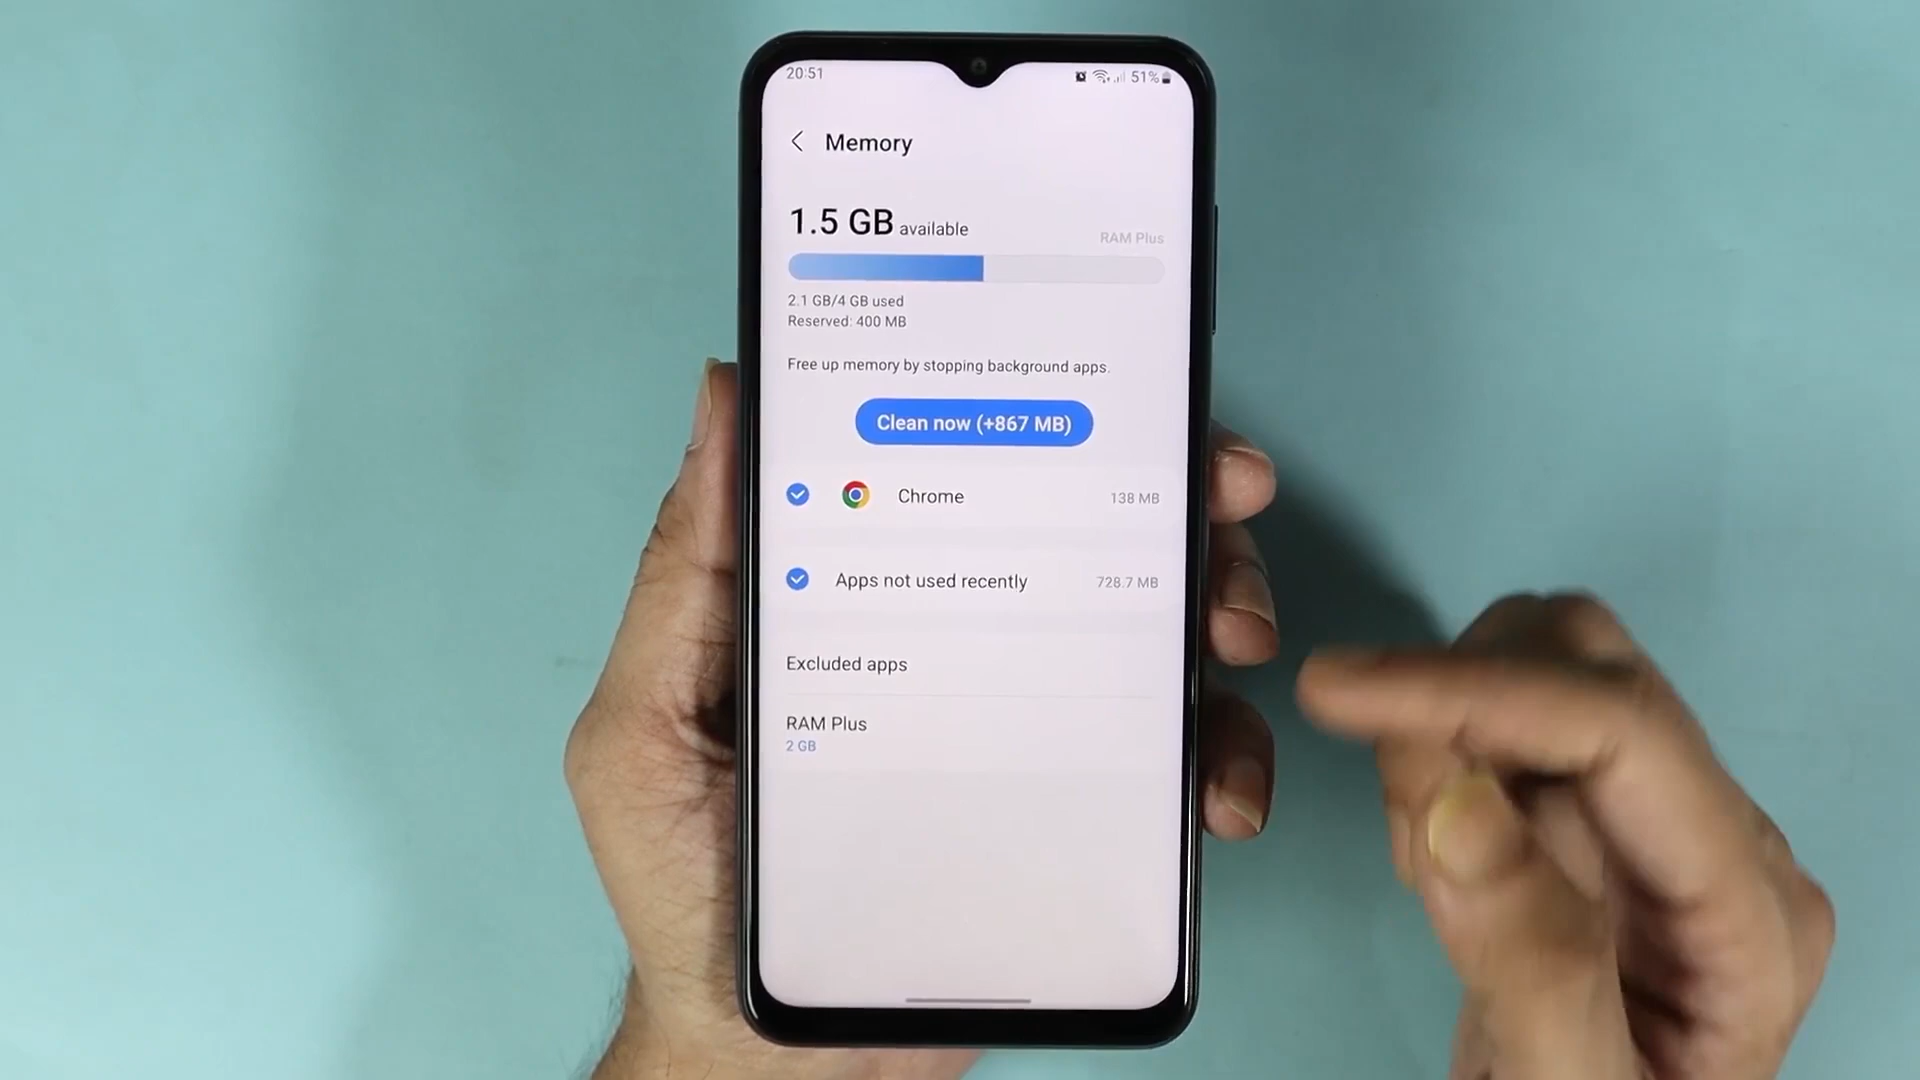 20:51
51%
Memory
1.5 GB available
RAM Plus
2.1 GB/4 GB used
Reserved: 400 MB
Free up memory by stopping background apps.
Clean now (+867 MB)
Chrome 138 MB
Apps not used recently 728.7 MB
Excluded apps
RAM Plus
2 GB